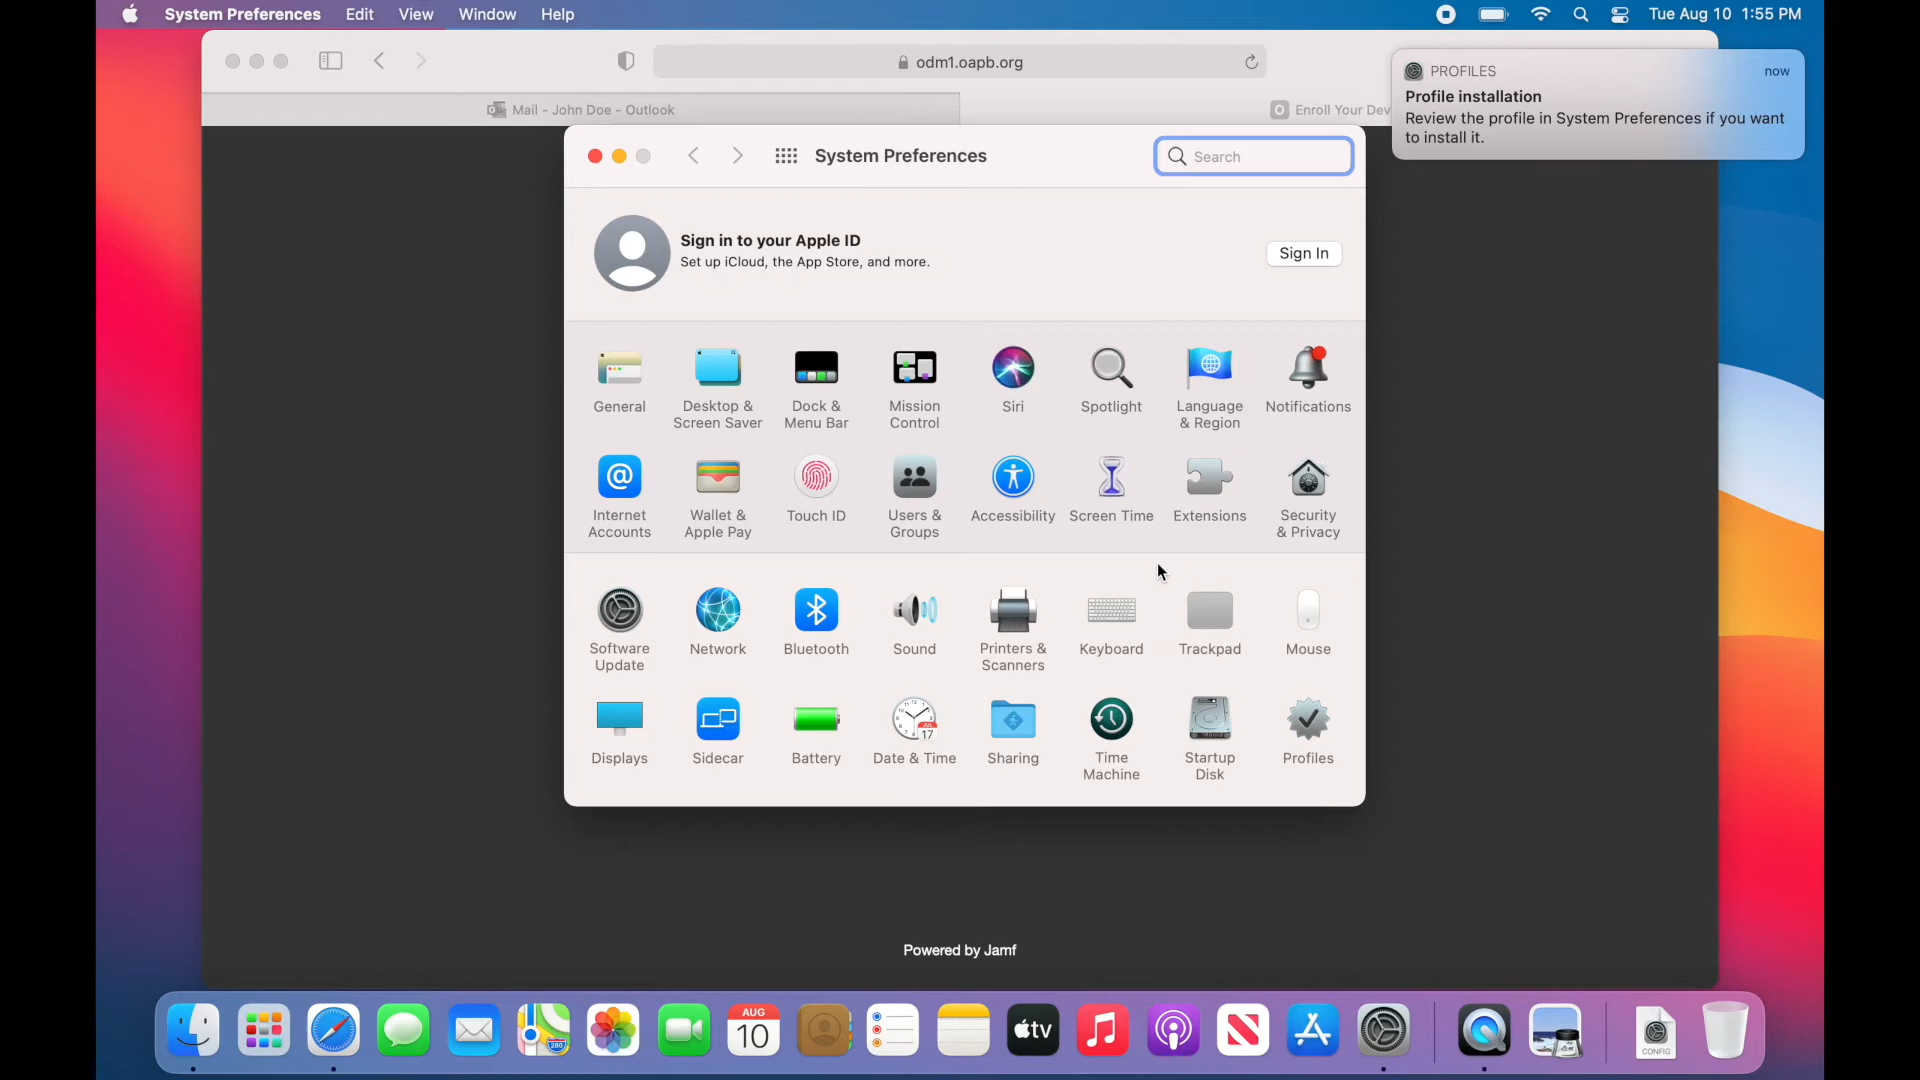 System Preferences Edit View Window Help
Tue Aug 10 1:55 PM
odm1.oapb.org
Mail - John Doe - Outlook
Enroll Your Dev
PROFILES now
Profile installation
Review the profile in System Preferences if you want
to install it.
System Preferences
Search
Sign in to your Apple ID
Set up iCloud, the App Store, and more.
Sign In
General
Desktop &
Screen Saver
Dock &
Menu Bar
Mission
Control
Siri
Spotlight
Language
& Region
Notifications
Internet
Accounts
Wallet &
Apple Pay
Touch ID
Users &
Groups
Accessibility
Screen Time
Extensions
Security
& Privacy
Software
Update
Network
Bluetooth
Sound
Printers &
Scanners
Keyboard
Trackpad
Mouse
Displays
Sidecar
Battery
JUL
17
Date & Time
Sharing
Time
Machine
Startup
Disk
Profiles
Powered by Jamf
280
AUG
10
tv
CONFIG